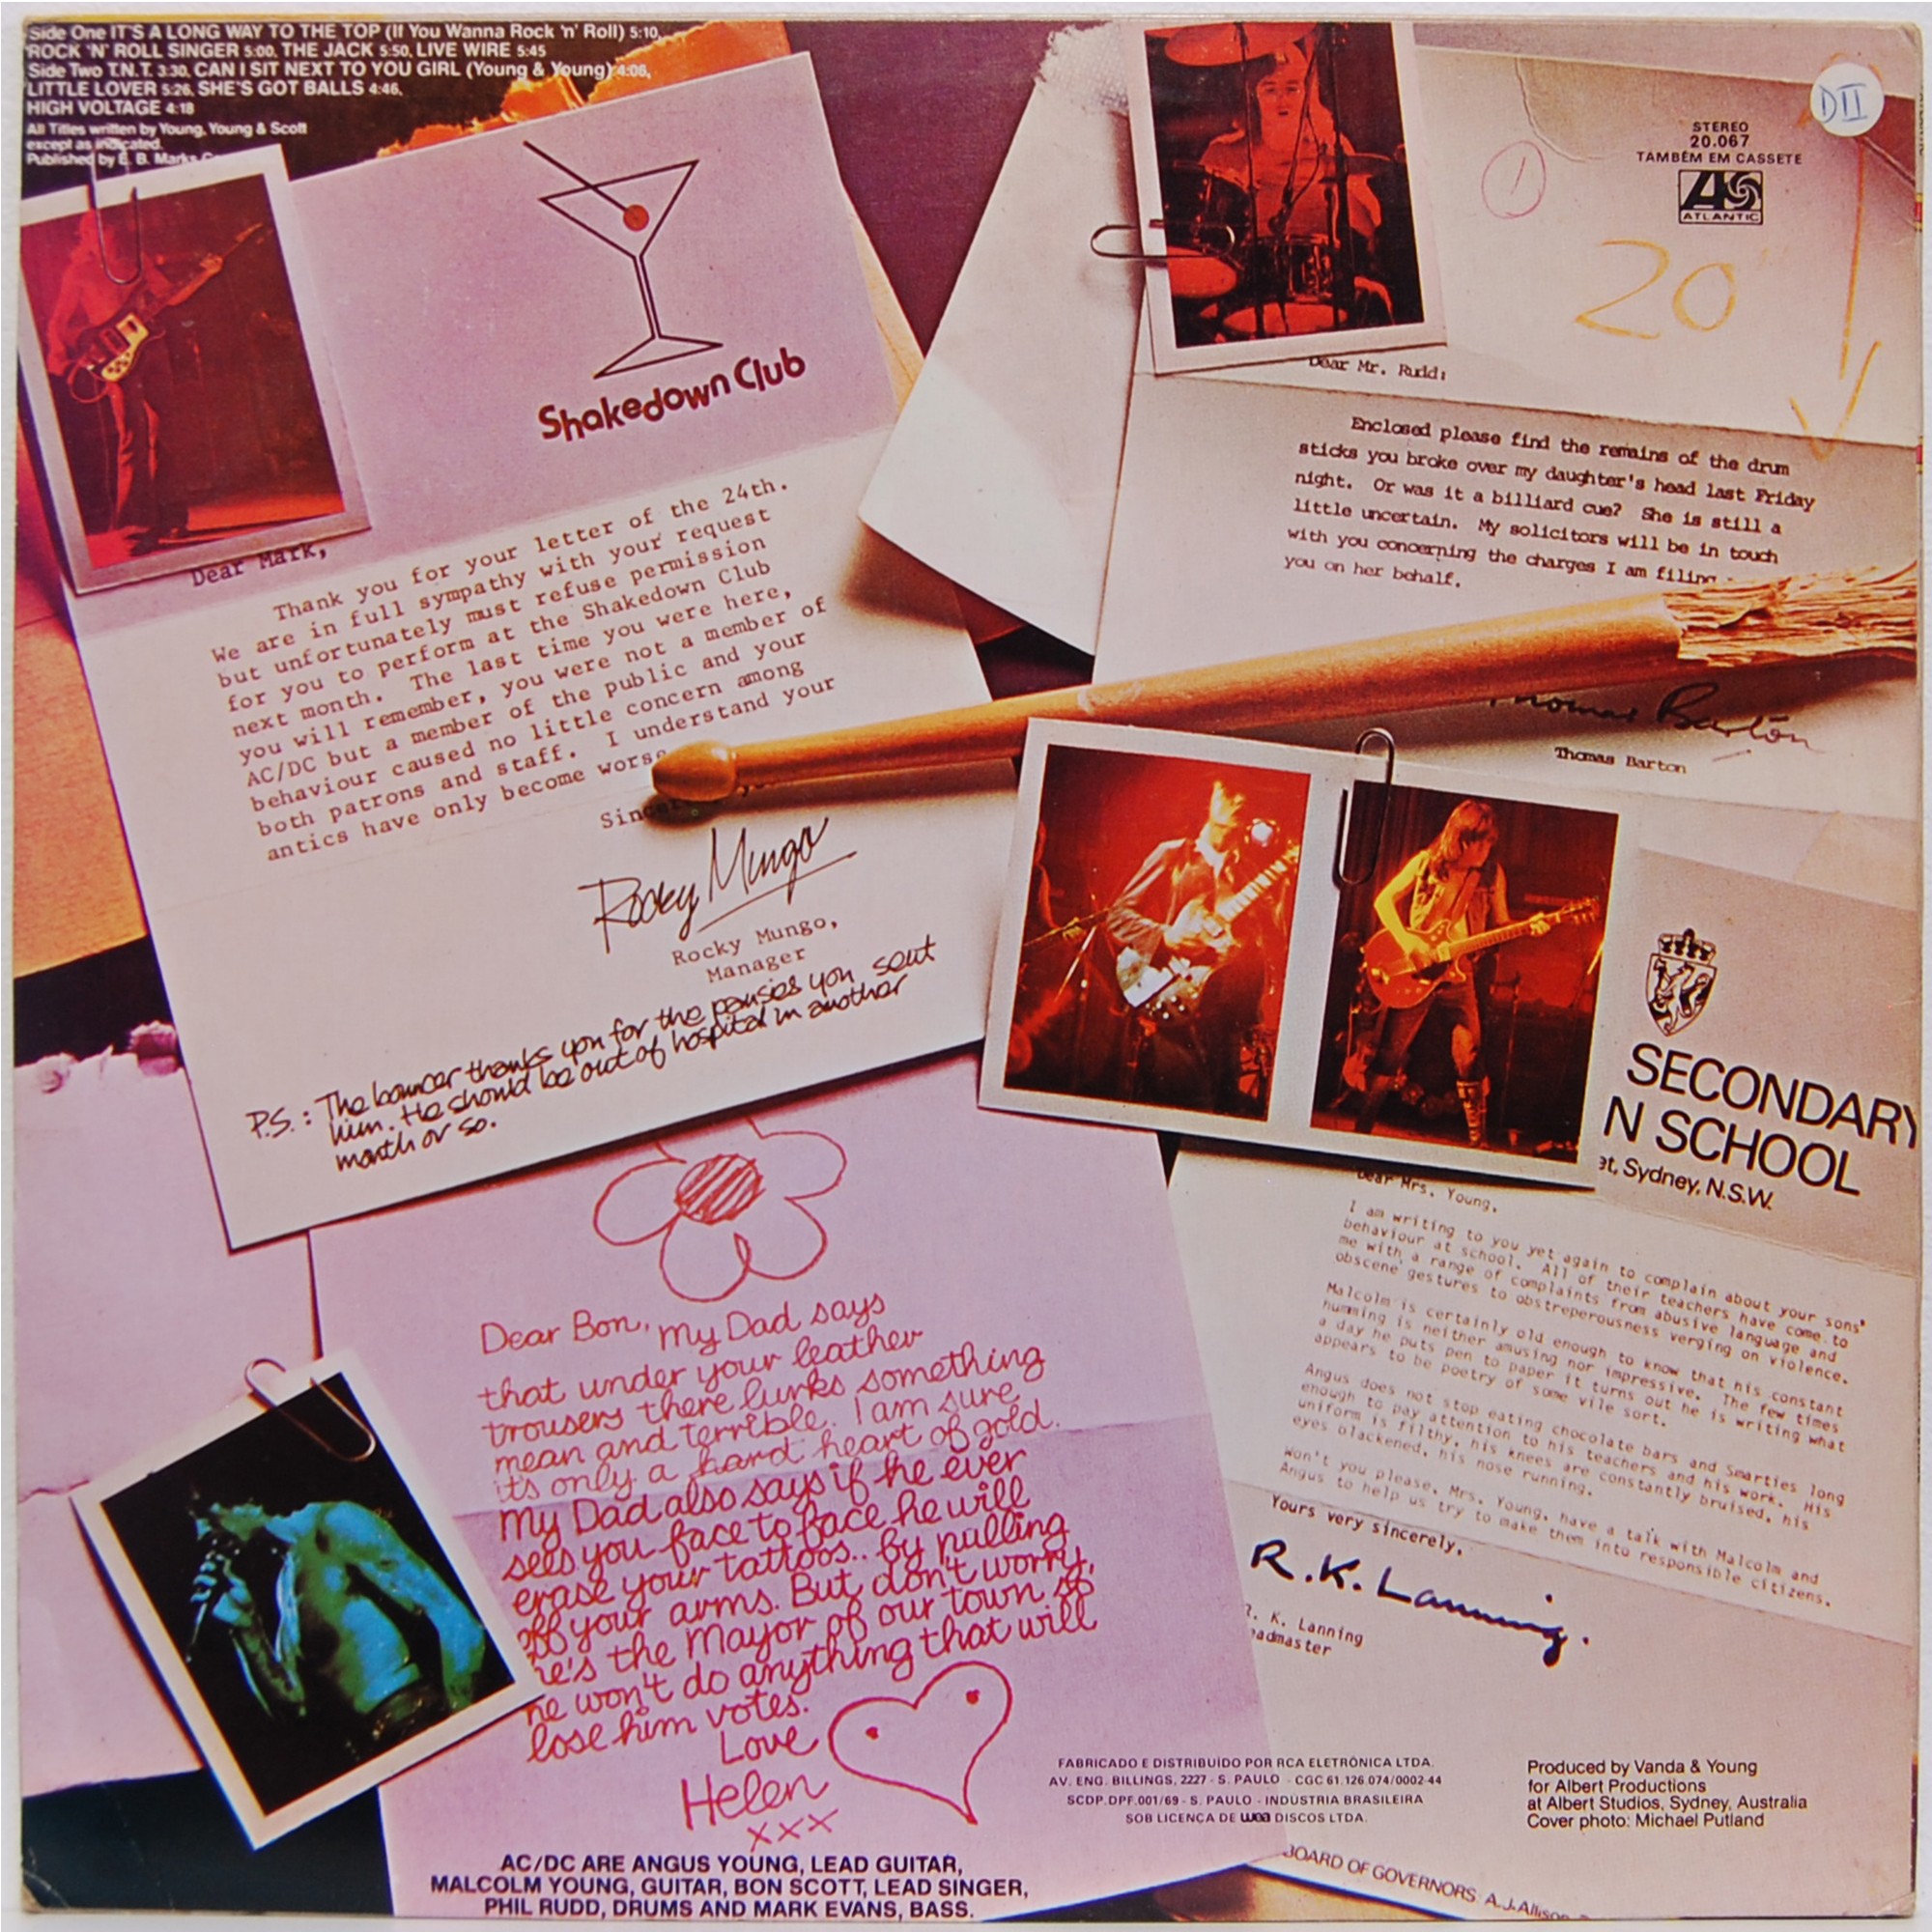 Side One IT'S A LONG WAY TO THE TOP (If You Wanna Rock 'n' Roll) 5:10,
ROCK 'N' ROLL SINGER 5:00, THE JACK 5:50, LIVE WIRE 5:45
Side Two T.N.T. 3:30, CAN I SIT NEXT TO YOU GIRL (Young & Young) 4:06,
LITTLE LOVER 5:26, SHE'S GOT BALLS 4:46,
HIGH VOLTAGE 4:18
All Titles written by Young, Young & Scott
except as indicated.
Published by E. B. Marks
Shakedown Club
Dear Mark,
Thank you for your letter of the 24th.
We are in full sympathy with your request
but unfortunately must refuse permission
for you to perform at the Shakedown Club
next month. The last time you were here,
you will remember, you were not a member of
AC/DC but a member of the public and your
behaviour caused no little concern among
both patrons and staff. I understand your
antics have only become worse
Rocky Mungo
Rocky Mungo,
Manager
P.S.: The bouncer thanks you for the pansies you sent
him. He should be out of hospital in another
month or so.
DII
STEREO
20.067
TAMBÉM EM CASSETE
ATLANTIC
1
20
Dear Mr. Rudd:
Enclosed please find the remains of the drum
sticks you broke over my daughter's head last Friday
night. Or was it a billiard cue? She is still a
little uncertain. My solicitors will be in touch
with you concerning the charges I am filing
you on her behalf.
Thomas Barton
Thomas Barton
SECONDARY
N SCHOOL
et, Sydney, N.S.W.
Dear Mrs. Young,
I am writing to you yet again to complain about your sons'
behaviour at school. All of their teachers have come to
me with a range of complaints from abusive language and
obscene gestures to obstreperousness verging on violence.
Malcolm is certainly old enough to know that his constant
humming is neither amusing nor impressive. The few times
a day he puts pen to paper it turns out he is writing what
appears to be poetry of some vile sort.
Angus does not stop eating chocolate bars and Smarties long
enough to pay attention to his teachers and his work. His
uniform is filthy, his knees are constantly bruised, his
eyes blackened, his nose running.
Won't you please, Mrs. Young, have a talk with Malcolm and
Angus to help us try to make them into responsible citizens.
Yours very sincerely,
R.K. Lanning.
R. K. Lanning
admaster
Dear Bon, My Dad says
that under your leather
trousers there lurks something
mean and terrible. I am sure
it's only a hard heart of gold.
My Dad also says if he ever
sees you face to face he will
erase your tattoos.. by pulling
off your arms. But don't worry,
he's the Mayor of our town so
he won't do anything that will
lose him votes.
Love
Helen
xxx
AC/DC ARE ANGUS YOUNG, LEAD GUITAR,
MALCOLM YOUNG, GUITAR, BON SCOTT, LEAD SINGER,
PHIL RUDD, DRUMS AND MARK EVANS, BASS.
FABRICADO E DISTRIBUÍDO POR RCA ELETRÔNICA LTDA.
AV. ENG. BILLINGS, 2227 - S. PAULO - CGC 61.126.074/0002-44
SCDP.DPF.001/69 - S. PAULO - INDÚSTRIA BRASILEIRA
SOB LICENÇA DE wea DISCOS LTDA.
Produced by Vanda & Young
for Albert Productions
at Albert Studios, Sydney, Australia
Cover photo: Michael Putland
BOARD OF GOVERNORS: A.J. Allison